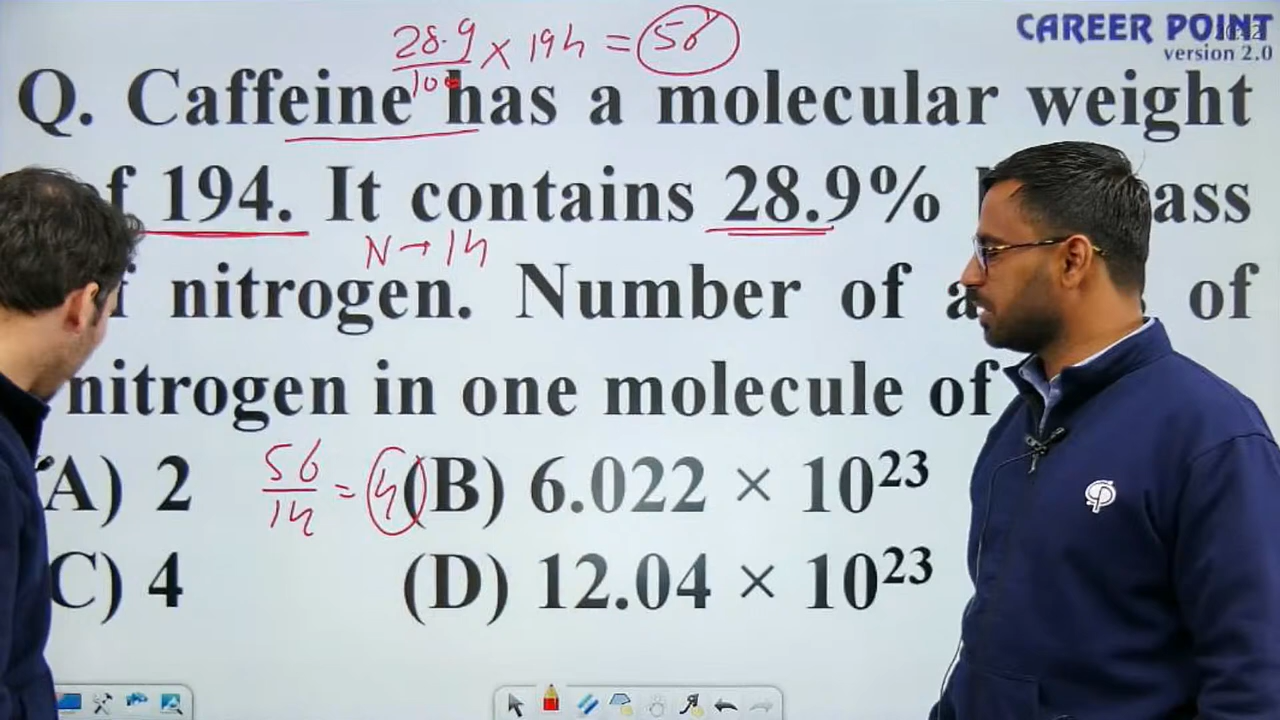 CAREER POINT
version 2.0
28.9/100 × 194 = 56
Q. Caffeine has a molecular weight
of 194. It contains 28.9% ass
N → 14
nitrogen. Number of of
nitrogen in one molecule of
(A) 2 56/14 = 4 (B) 6.022 × 10²³
C) 4 (D) 12.04 × 10²³